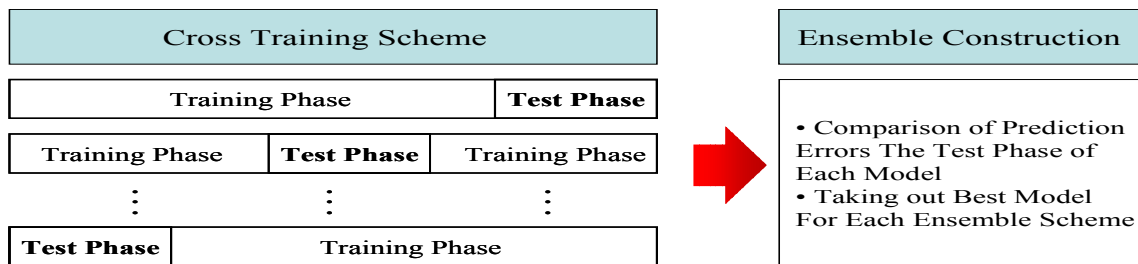 Cross Training Scheme
Ensemble Construction
Training Phase Test Phase
Training Phase Test Phase Training Phase
Test Phase Training Phase
• Comparison of Prediction
Errors The Test Phase of
Each Model
• Taking out Best Model
For Each Ensemble Scheme